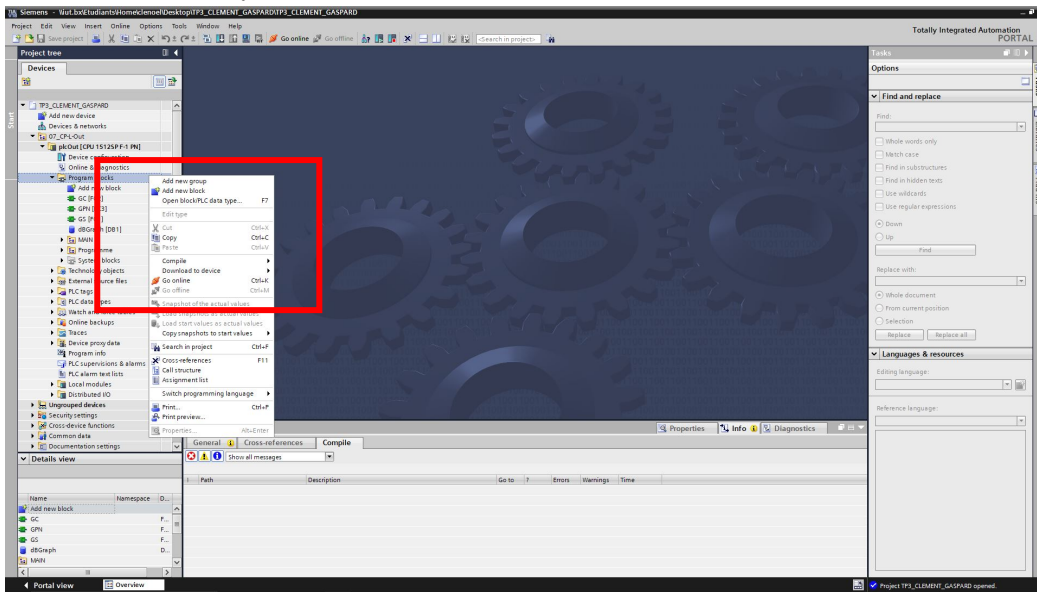 Siemens - \\iut.bx\Etudiants\Home\clenoel\Desktop\TP3_CLEMENT_GASPARD\TP3_CLEMENT_GASPARD
Project Edit View Insert Online Options Tools Window Help
Save project Go online Go offline <Search in project>
Totally Integrated Automation
PORTAL
Project tree
Devices
Start
TP3_CLEMENT_GASPARD
Add new device
Devices & networks
07_CP-L-Out
plcOut [CPU 1512SP F-1 PN]
Device configuration
Online & diagnostics
Program blocks
Add new block
GC
GPN
GS
dBGraph [DB1]
MAIN
Programme
System blocks
Technology objects
External source files
PLC tags
PLC data types
Watch and
Online backups
Traces
Device proxy data
Program info
PLC supervisions & alarms
PLC alarm text lists
Local modules
Distributed I/O
Ungrouped devices
Security settings
Cross-device functions
Common data
Documentation settings
Add new group
Add new block
Open block/PLC data type... F7
Edit type
Cut Ctrl+X
Copy Ctrl+C
Paste Ctrl+V
Compile
Download to device
Go online Ctrl+K
Go offline Ctrl+M
Snapshot of the actual values
Load snapshots as actual values
Load start values as actual values
Copy snapshots to start values
Search in project Ctrl+F
Cross-references F11
Call structure
Assignment list
Switch programming language
Print... Ctrl+P
Print preview...
Properties... Alt+Enter
Details view
Name Namespace D...
Add new block
GC F...
GPN F...
GS F...
dBGraph D...
MAIN
Properties Info Diagnostics
General Cross-references Compile
Show all messages
! Path Description Go to ? Errors Warnings Time
Tasks
Options
Find and replace
Find:
Whole words only
Match case
Find in substructures
Find in hidden texts
Use wildcards
Use regular expressions
Down
Up
Find
Replace with:
Whole document
From current position
Selection
Replace Replace all
Languages & resources
Editing language:
Reference language:
Portal view Overview
Project TP3_CLEMENT_GASPARD opened.